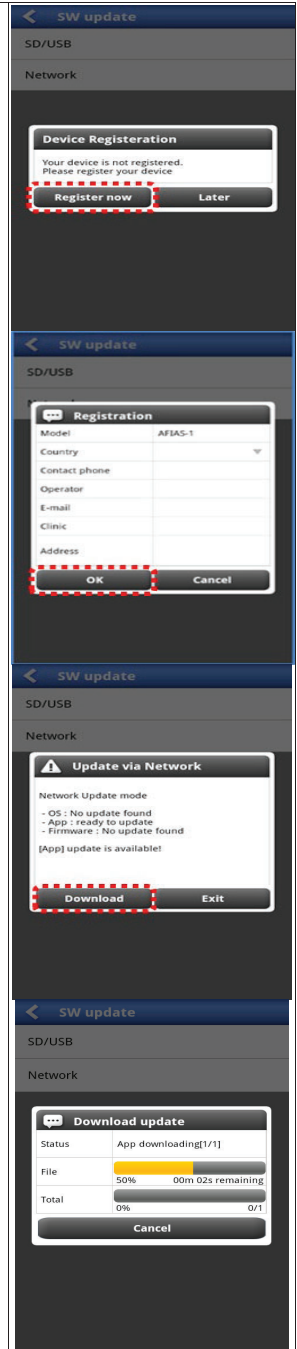 SW update
SD/USB
Network
Device Registeration
Your device is not registered.
Please register your device
Register now
Later
SW update
SD/USB
Registration
Model AFIAS-1
Country
Contact phone
Operator
E-mail
Clinic
Address
OK
Cancel
SW update
SD/USB
Network
Update via Network
Network Update mode
- OS : No update found
- App : ready to update
- Firmware : No update found
[App] update is available!
Download
Exit
SW update
SD/USB
Network
Download update
Status App downloading[1/1]
File
50% 00m 02s remaining
Total
0% 0/1
Cancel